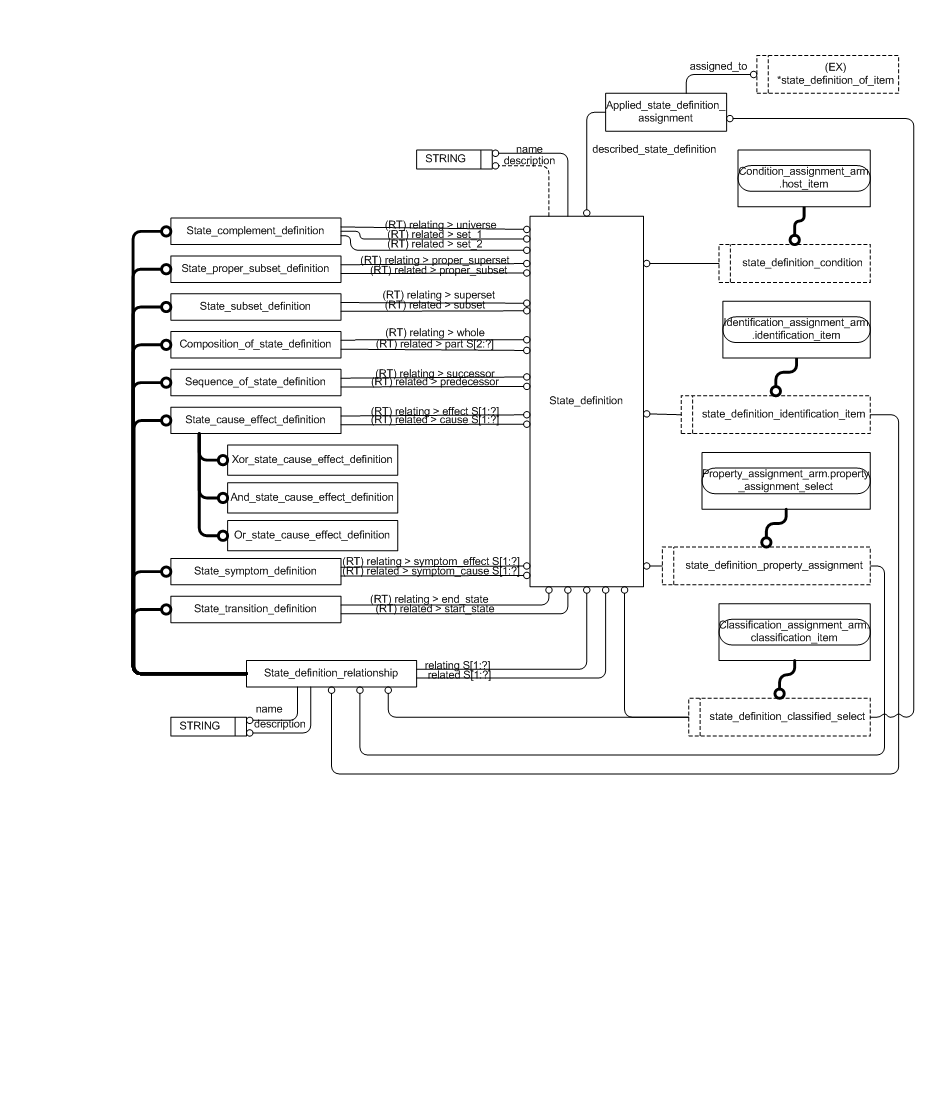 assigned_to
(EX)
*state_definition_of_item
Applied_state_definition_
assignment
described_state_definition
STRING
name
description
Condition_assignment_arm
.host_item
State_complement_definition
(RT) relating > universe
(RT) related > set_1
(RT) related > set_2
State_proper_subset_definition
(RT) relating > proper_superset
(RT) related > proper_subset
state_definition_condition
State_subset_definition
(RT) relating > superset
(RT) related > subset
Identification_assignment_arm
.identification_item
Composition_of_state_definition
(RT) relating > whole
(RT) related > part S[2:?]
Sequence_of_state_definition
(RT) relating > successor
(RT) related > predecessor
State_definition
State_cause_effect_definition
(RT) relating > effect S[1:?]
(RT) related > cause S[1:?]
state_definition_identification_item
Xor_state_cause_effect_definition
And_state_cause_effect_definition
Or_state_cause_effect_definition
Property_assignment_arm.property
_assignment_select
State_symptom_definition
(RT) relating > symptom_effect S[1:?]
(RT) related > symptom_cause S[1:?]
state_definition_property_assignment
State_transition_definition
(RT) relating > end_state
(RT) related > start_state
Classification_assignment_arm.
classification_item
State_definition_relationship
relating S[1:?]
related S[1:?]
STRING
name
description
state_definition_classified_select